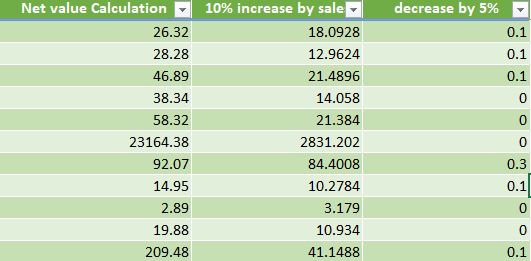 Net value Calculation 10% increase by sale decrease by 5%
26.32 18.0928 0.1
28.28 12.9624 0.1
46.89 21.4896 0.1
38.34 14.058 0
58.32 21.384 0
23164.38 2831.202 0
92.07 84.4008 0.3
14.95 10.2784 0.1
2.89 3.179 0
19.88 10.934 0
209.48 41.1488 0.1